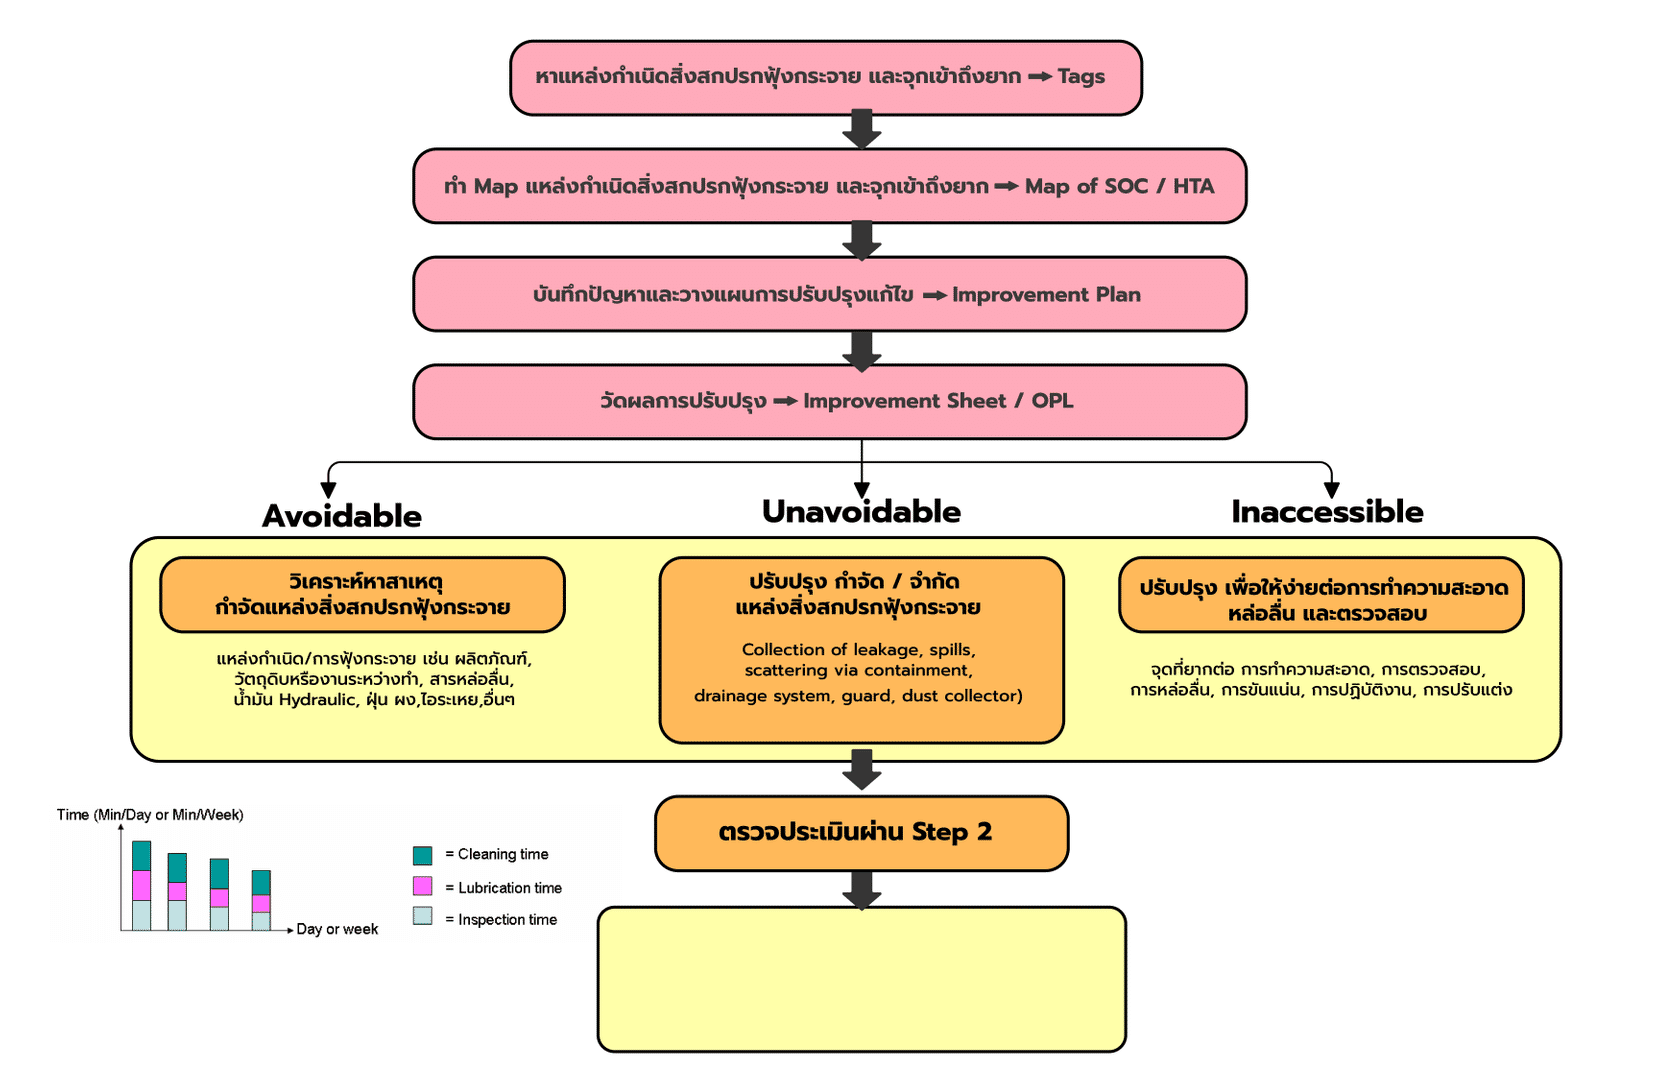 หาแหล่งกำเนิดสิ่งสกปรกฟุ้งกระจาย และจุกเข้าถึงยาก ➞ Tags
ทำ Map แหล่งกำเนิดสิ่งสกปรกฟุ้งกระจาย และจุกเข้าถึงยาก ➞ Map of SOC / HTA
บันทึกปัญหาและวางแผนการปรับปรุงแก้ไข ➞ Improvement Plan
วัดผลการปรับปรุง ➞ Improvement Sheet / OPL
Avoidable
Unavoidable
Inaccessible
วิเคราะห์หาสาเหตุ
กำจัดแหล่งสิ่งสกปรกฟุ้งกระจาย
แหล่งกำเนิด/การฟุ้งกระจาย เช่น ผลิตภัณฑ์,
วัตถุดิบหรืองานระหว่างทำ, สารหล่อลื่น,
น้ำมัน Hydraulic, ฝุ่น ผง,ไอระเหย,อื่นๆ
ปรับปรุง กำจัด / จำกัด
แหล่งสิ่งสกปรกฟุ้งกระจาย
Collection of leakage, spills,
scattering via containment,
drainage system, guard, dust collector)
ปรับปรุง เพื่อให้ง่ายต่อการทำความสะอาด
หล่อลื่น และตรวจสอบ
จุดที่ยากต่อ การทำความสะอาด, การตรวจสอบ,
การหล่อลื่น, การขันแน่น, การปฏิบัติงาน, การปรับแต่ง
ตรวจประเมินผ่าน Step 2
Time (Min/Day or Min/Week)
Day or week
= Cleaning time
= Lubrication time
= Inspection time